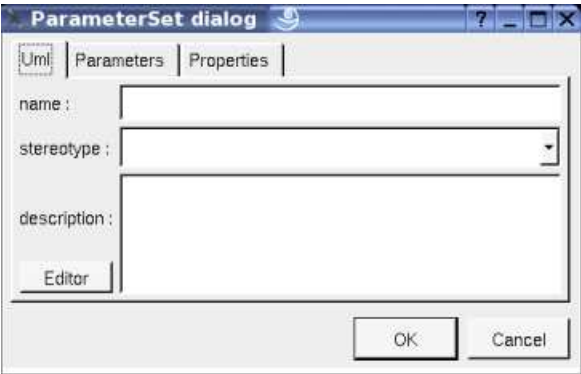 ParameterSet dialog ?
Uml Parameters Properties
name :
stereotype :
description :
Editor
OK Cancel